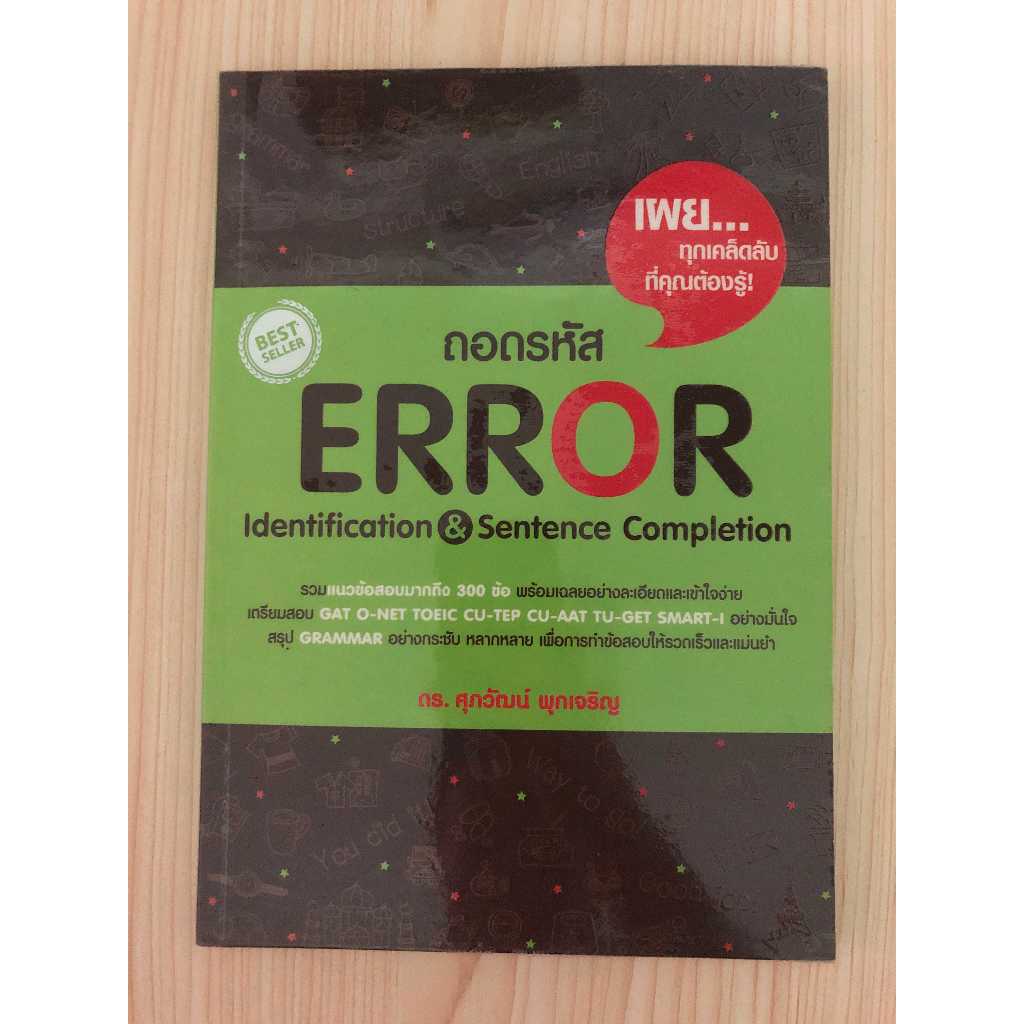 English
structure
เผย...
ทุกเคล็ดลับ
ที่คุณต้องรู้!
BEST
SELLER
ถอดรหัส
ERROR
Identification & Sentence Completion
รวมแนวข้อสอบมากถึง 300 ข้อ พร้อมเฉลยอย่างละเอียดและเข้าใจง่าย
เตรียมสอบ GAT O-NET TOEIC CU-TEP CU-AAT TU-GET SMART-I อย่างมั่นใจ
สรุป GRAMMAR อย่างกระชับ หลากหลาย เพื่อการทำข้อสอบให้รวดเร็วและแม่นยำ
ดร. ศุภวัฒน์ พุกเจริญ
Way to
go!
You did it